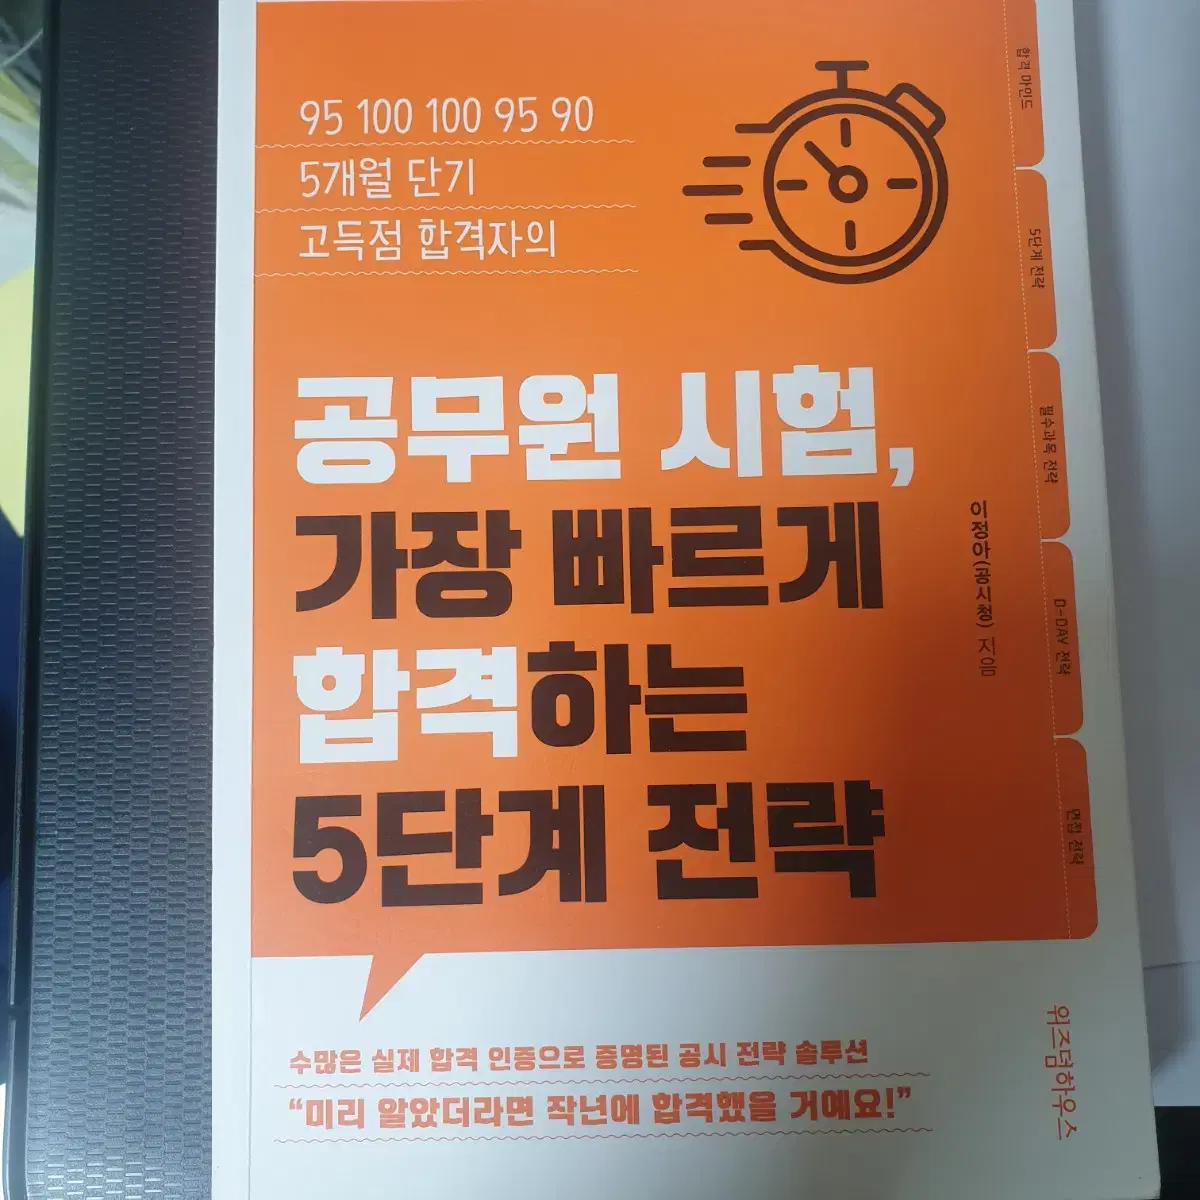 95 100 100 95 90
5개월 단기
고득점 합격자의
공무원 시험,
가장 빠르게
합격하는
5단계 전략
이정아(공시청) 지음
합격 마인드
5단계 전략
필수과목 전략
D-DAY 전략
면접 전략
수많은 실제 합격 인증으로 증명된 공시 전략 솔루션
“미리 알았더라면 작년에 합격했을 거예요!”
위즈덤하우스